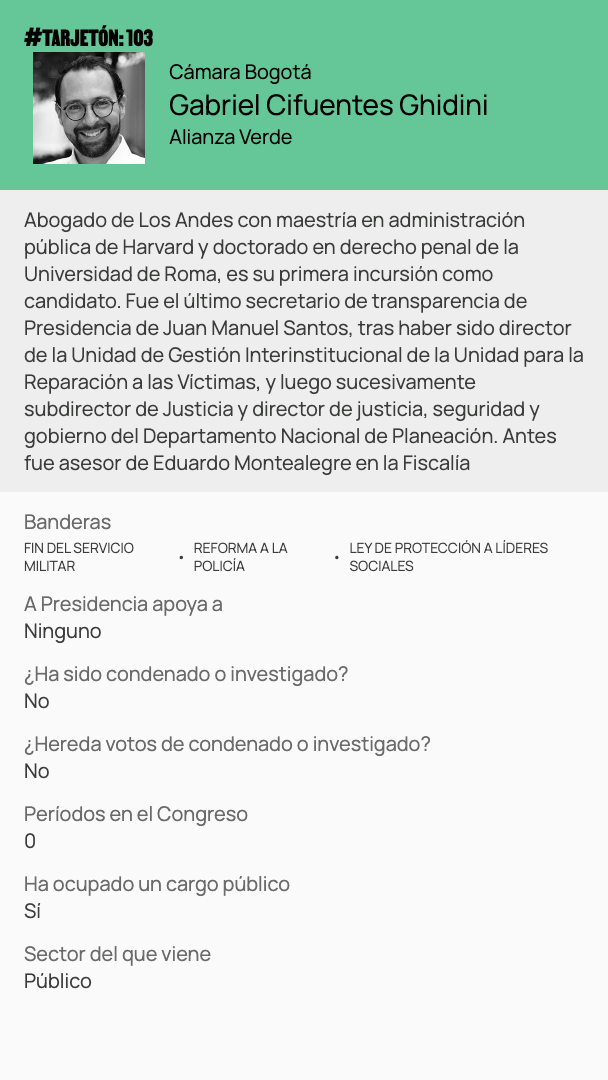 #TARJETÓN: 103
Cámara Bogotá
Gabriel Cifuentes Ghidini
Alianza Verde
Abogado de Los Andes con maestría en administración
pública de Harvard y doctorado en derecho penal de la
Universidad de Roma, es su primera incursión como
candidato. Fue el último secretario de transparencia de
Presidencia de Juan Manuel Santos, tras haber sido director
de la Unidad de Gestión Interinstitucional de la Unidad para la
Reparación a las Víctimas, y luego sucesivamente
subdirector de Justicia y director de justicia, seguridad y
gobierno del Departamento Nacional de Planeación. Antes
fue asesor de Eduardo Montealegre en la Fiscalía
Banderas
FIN DEL SERVICIO
MILITAR
• REFORMA A LA
POLICÍA
• LEY DE PROTECCIÓN A LÍDERES
SOCIALES
A Presidencia apoya a
Ninguno
¿Ha sido condenado o investigado?
No
¿Hereda votos de condenado o investigado?
No
Períodos en el Congreso
0
Ha ocupado un cargo público
Sí
Sector del que viene
Público